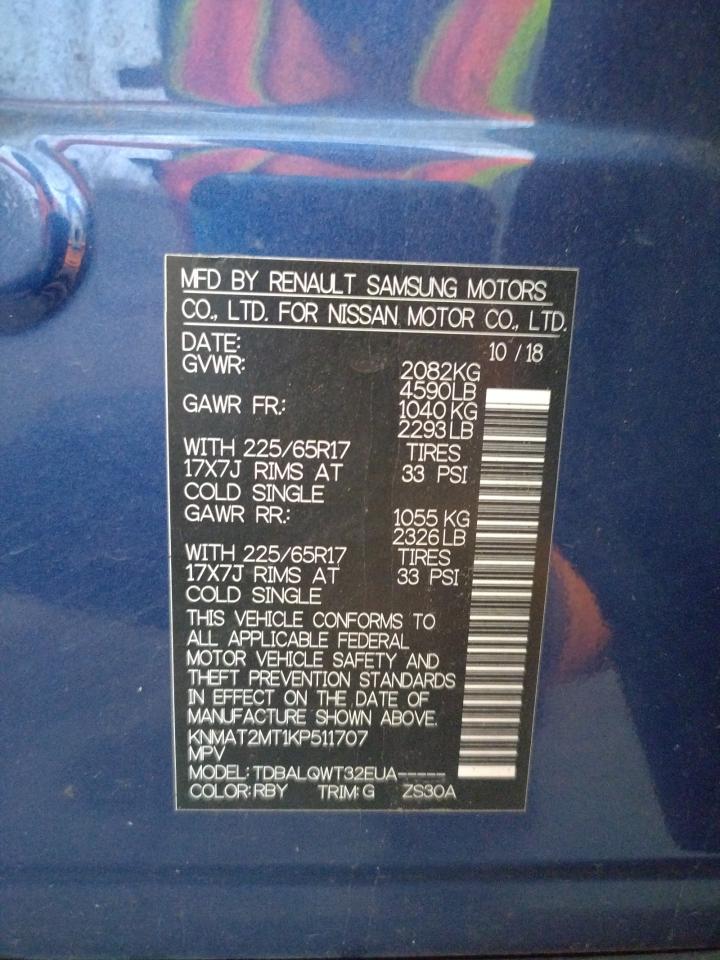 MFD BY RENAULT SAMSUNG MOTORS
CO., LTD. FOR NISSAN MOTOR CO., LTD.
DATE: 10 / 18
GVWR: 2082KG
4590LB
GAWR FR.: 1040 KG
2293 LB
WITH 225/65R17 TIRES
17X7J RIMS AT 33 PSI
COLD SINGLE
GAWR RR.: 1055 KG
2326 LB
WITH 225/65R17 TIRES
17X7J RIMS AT 33 PSI
COLD SINGLE
THIS VEHICLE CONFORMS TO
ALL APPLICABLE FEDERAL
MOTOR VEHICLE SAFETY AND
THEFT PREVENTION STANDARDS
IN EFFECT ON THE DATE OF
MANUFACTURE SHOWN ABOVE.
KNMAT2MT1KP511707
MPV
MODEL: TDBALQWT32EUA-----
COLOR: RBY TRIM: G ZS30A